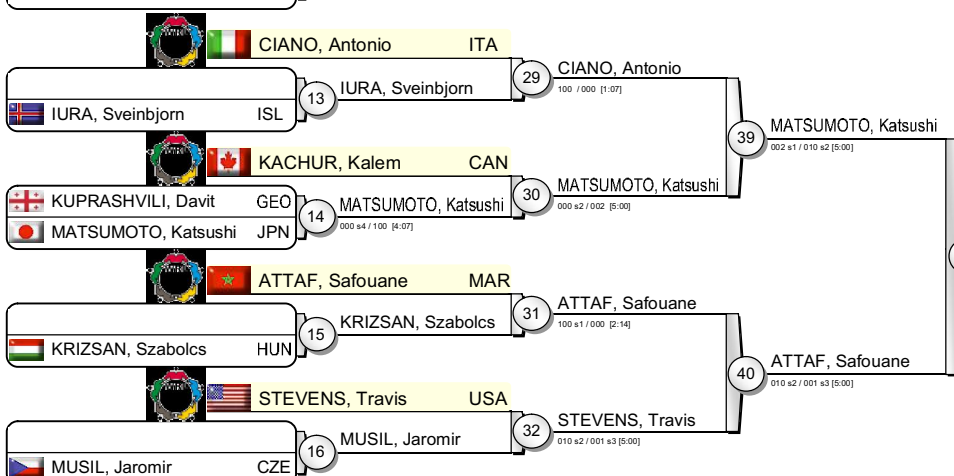 CIANO, Antonio ITA
CIANO, Antonio
29
100 / 000 [1:07]
13
IURA, Sveinbjorn
IURA, Sveinbjorn ISL
MATSUMOTO, Katsushi
39
002 s1 / 010 s2 [5:00]
KACHUR, Kalem CAN
MATSUMOTO, Katsushi
30
000 s2 / 002 [5:00]
KUPRASHVILI, Davit GEO
14
MATSUMOTO, Katsushi
000 s4 / 100 [4:07]
MATSUMOTO, Katsushi JPN
ATTAF, Safouane MAR
ATTAF, Safouane
31
100 s1 / 000 [2:14]
15
KRIZSAN, Szabolcs
KRIZSAN, Szabolcs HUN
ATTAF, Safouane
40
010 s2 / 001 s3 [5:00]
STEVENS, Travis USA
STEVENS, Travis
32
010 s2 / 001 s3 [5:00]
16
MUSIL, Jaromir
MUSIL, Jaromir CZE